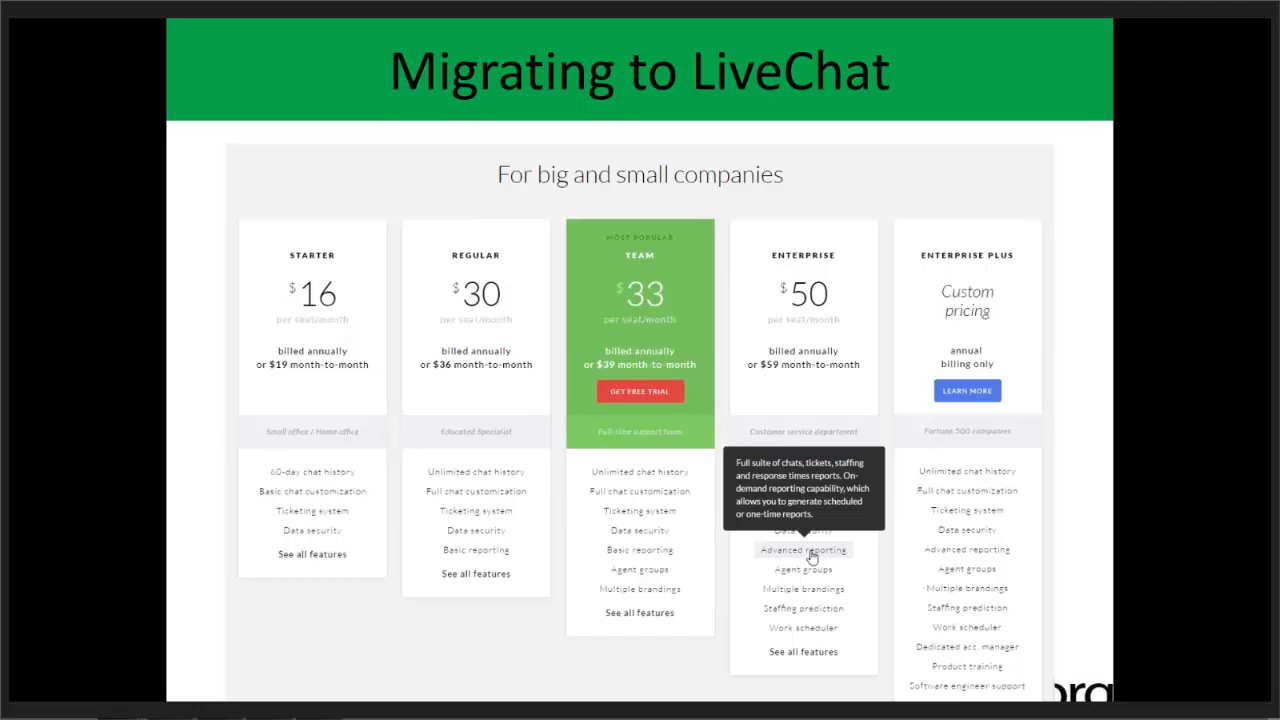 Migrating to LiveChat
For big and small companies
STARTER
$16
per seat/month
billed annually
or $19 month-to-month
Small office / Home office
60-day chat history
Basic chat customization
Ticketing system
Data security
See all features
REGULAR
$30
per seat/month
billed annually
or $36 month-to-month
Educated Specialist
Unlimited chat history
Full chat customization
Ticketing system
Data security
Basic reporting
See all features
MOST POPULAR
TEAM
$33
per seat/month
billed annually
or $39 month-to-month
GET FREE TRIAL
Full-time support team
Unlimited chat history
Full chat customization
Ticketing system
Data security
Basic reporting
Agent groups
Multiple brandings
See all features
ENTERPRISE
$50
per seat/month
billed annually
or $59 month-to-month
Customer service department
Full suite of chats, tickets, staffing
and response times reports. On-
demand reporting capability, which
allows you to generate scheduled
or one-time reports.
Data security
Advanced reporting
Agent groups
Multiple brandings
Staffing prediction
Work scheduler
See all features
ENTERPRISE PLUS
Custom
pricing
annual
billing only
LEARN MORE
Fortune 500 companies
Unlimited chat history
Full chat customization
Ticketing system
Data security
Advanced reporting
Agent groups
Multiple brandings
Staffing prediction
Work scheduler
Dedicated acc. manager
Product training
Software engineer support